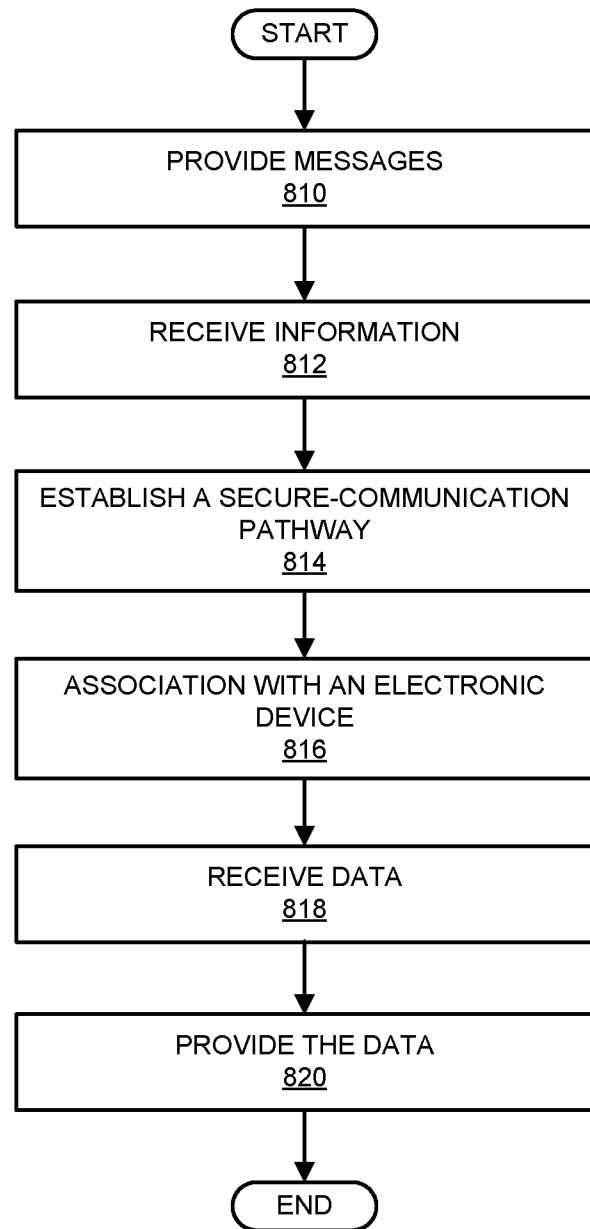 START
PROVIDE MESSAGES
810
RECEIVE INFORMATION
812
ESTABLISH A SECURE-COMMUNICATION
PATHWAY
814
ASSOCIATION WITH AN ELECTRONIC
DEVICE
816
RECEIVE DATA
818
PROVIDE THE DATA
820
END